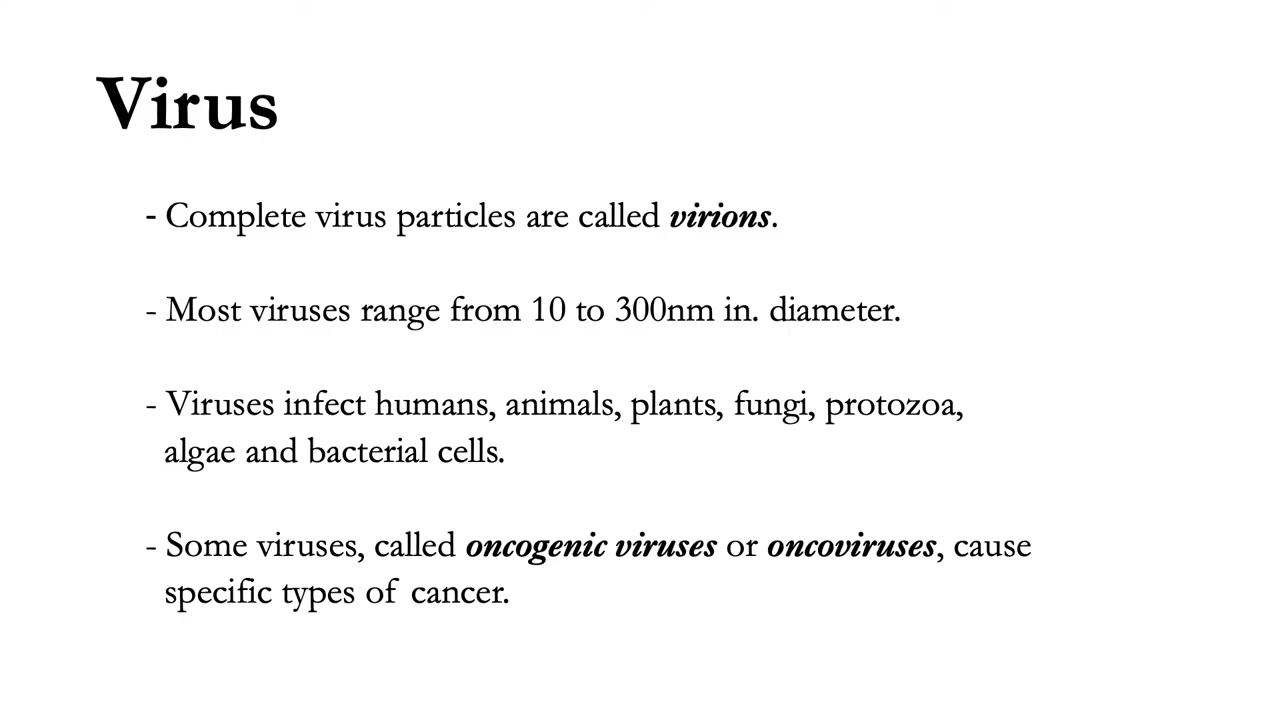 Virus
- Complete virus particles are called virions.
- Most viruses range from 10 to 300nm in. diameter.
- Viruses infect humans, animals, plants, fungi, protozoa,
algae and bacterial cells.
- Some viruses, called oncogenic viruses or oncoviruses, cause
specific types of cancer.